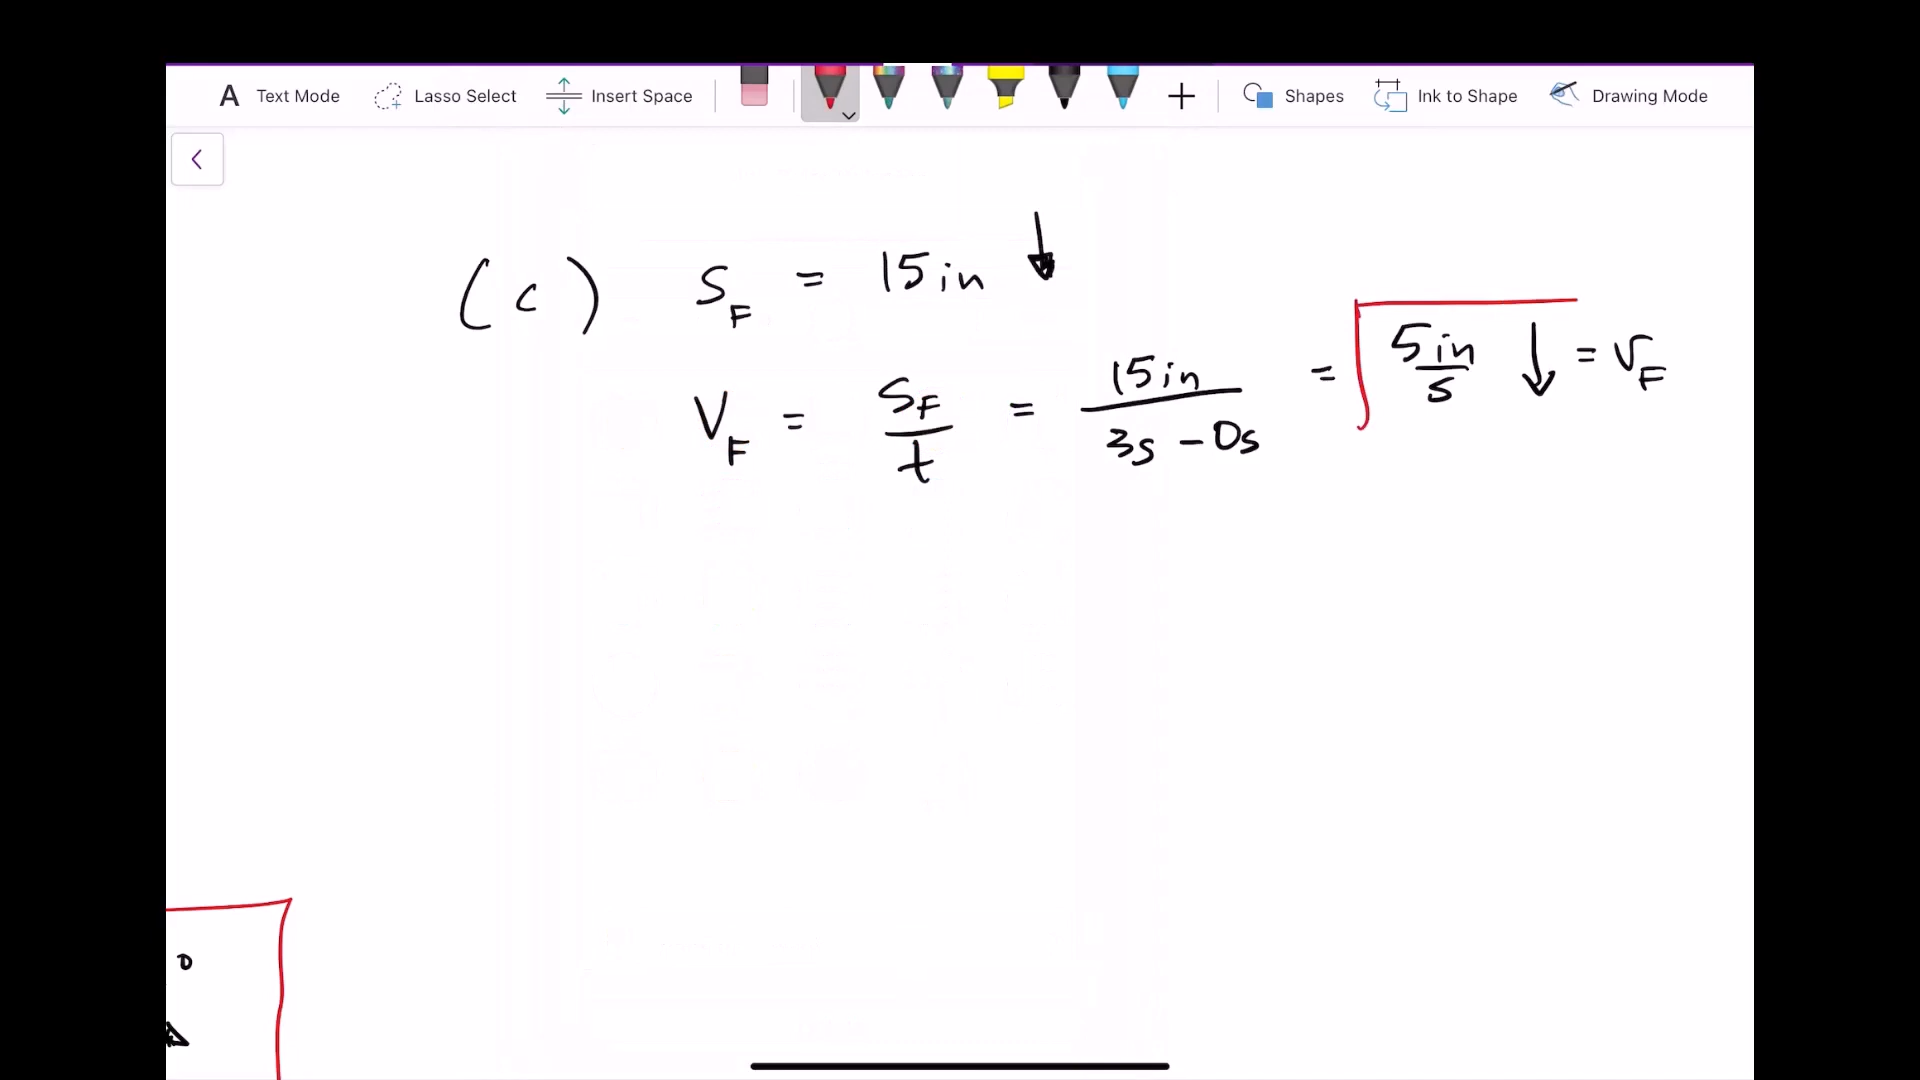 A Text Mode Lasso Select Insert Space Shapes Ink to Shape Drawing Mode
(c) S_F = 15in ↓
V_F = S_F/t = 15in/(3s - 0s) = 5in/s ↓ = V_F
0